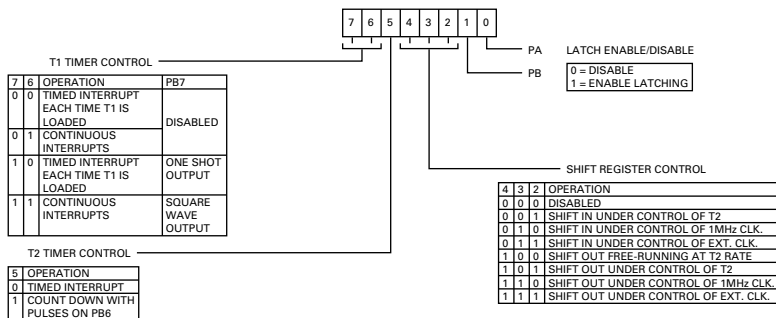 7 6 5 4 3 2 1 0
PA LATCH ENABLE/DISABLE
PB
0 = DISABLE
1 = ENABLE LATCHING
T1 TIMER CONTROL
7 6 OPERATION PB7
0 0 TIMED INTERRUPT
EACH TIME T1 IS
LOADED
DISABLED
0 1 CONTINUOUS
INTERRUPTS
1 0 TIMED INTERRUPT ONE SHOT
EACH TIME T1 IS OUTPUT
LOADED
1 1 CONTINUOUS SQUARE
INTERRUPTS WAVE
OUTPUT
T2 TIMER CONTROL
5 OPERATION
0 TIMED INTERRUPT
1 COUNT DOWN WITH
PULSES ON PB6
SHIFT REGISTER CONTROL
4 3 2 OPERATION
0 0 0 DISABLED
0 0 1 SHIFT IN UNDER CONTROL OF T2
0 1 0 SHIFT IN UNDER CONTROL OF 1MHz CLK.
0 1 1 SHIFT IN UNDER CONTROL OF EXT. CLK.
1 0 0 SHIFT OUT FREE-RUNNING AT T2 RATE
1 0 1 SHIFT OUT UNDER CONTROL OF T2
1 1 0 SHIFT OUT UNDER CONTROL OF 1MHz CLK.
1 1 1 SHIFT OUT UNDER CONTROL OF EXT. CLK.